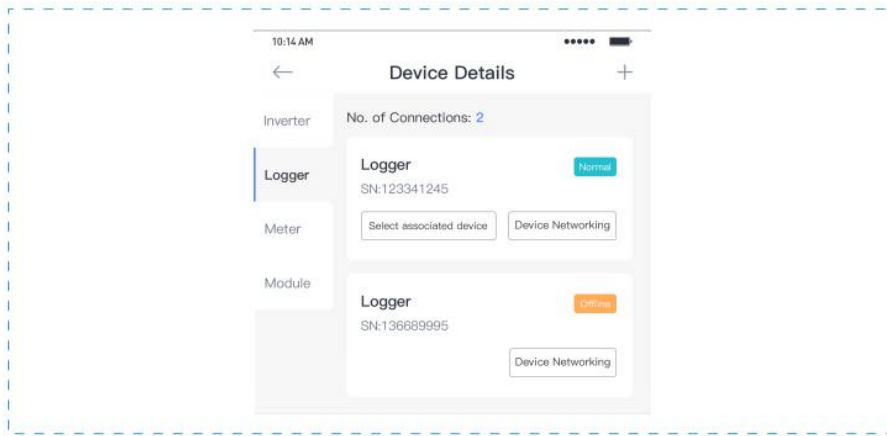 10:14 AM
Device Details
Inverter
Logger
Meter
Module
No. of Connections: 2
Logger
Normal
SN:123341245
Select associated device
Device Networking
Logger
Offline
SN:136689995
Device Networking